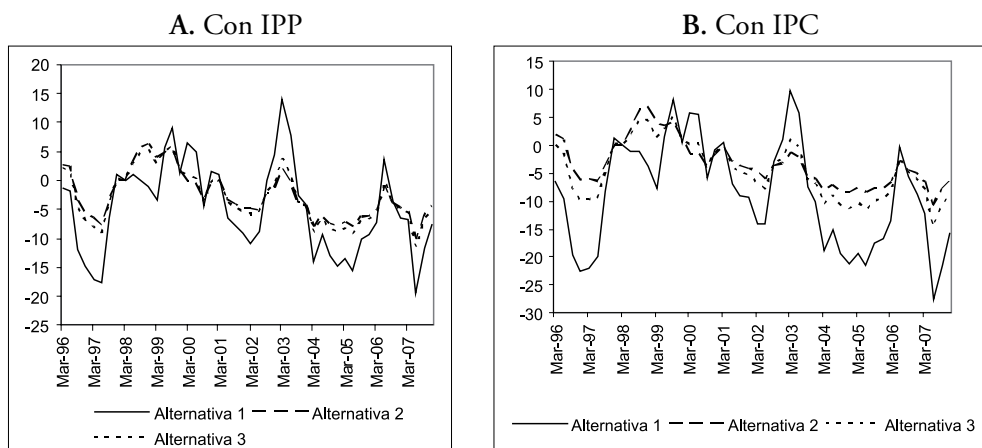 A. Con IPP
20
15
10
5
0
-5
-10
-15
-20
-25
Mar-96
Mar-97
Mar-98
Mar-99
Mar-00
Mar-01
Mar-02
Mar-03
Mar-04
Mar-05
Mar-06
Mar-07
Alternativa 1
Alternativa 2
Alternativa 3
B. Con IPC
15
10
5
0
-5
-10
-15
-20
-25
-30
Mar-96
Mar-97
Mar-98
Mar-99
Mar-00
Mar-01
Mar-02
Mar-03
Mar-04
Mar-05
Mar-06
Mar-07
Alternativa 1
Alternativa 2
Alternativa 3